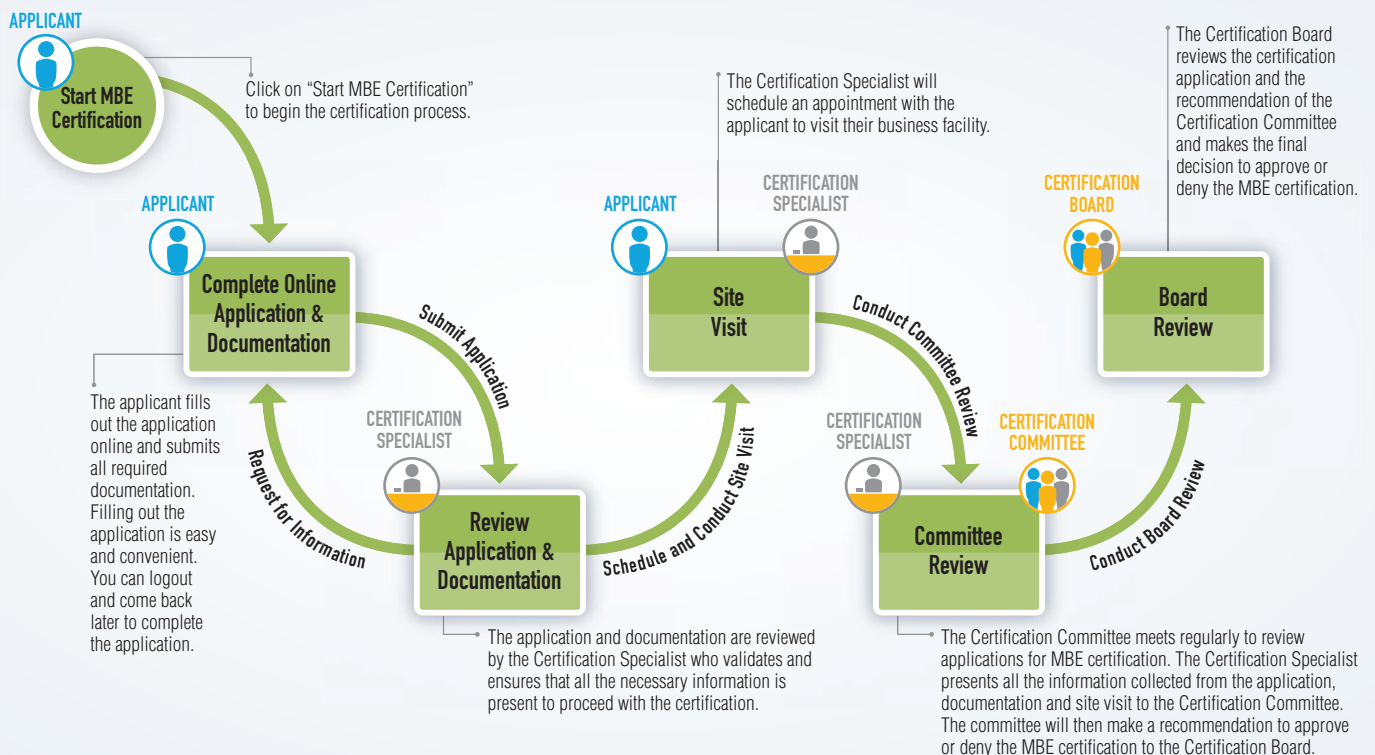 APPLICANT
Start MBE
Certification
Click on “Start MBE Certification”
to begin the certification process.
APPLICANT
Complete Online
Application &
Documentation
The applicant fills
out the application
online and submits
all required
documentation.
Filling out the
application is easy
and convenient.
You can logout
and come back
later to complete
the application.
Submit Application
Request for Information
CERTIFICATION
SPECIALIST
Review
Application &
Documentation
The application and documentation are reviewed
by the Certification Specialist who validates and
ensures that all the necessary information is
present to proceed with the certification.
Schedule and Conduct Site Visit
The Certification Specialist will
schedule an appointment with the
applicant to visit their business facility.
APPLICANT
CERTIFICATION
SPECIALIST
Site
Visit
Conduct Committee Review
CERTIFICATION
SPECIALIST
CERTIFICATION
COMMITTEE
Committee
Review
The Certification Committee meets regularly to review
applications for MBE certification. The Certification Specialist
presents all the information collected from the application,
documentation and site visit to the Certification Committee.
The committee will then make a recommendation to approve
or deny the MBE certification to the Certification Board.
Conduct Board Review
The Certification Board
reviews the certification
application and the
recommendation of the
Certification Committee
and makes the final
decision to approve or
deny the MBE certification.
CERTIFICATION
BOARD
Board
Review